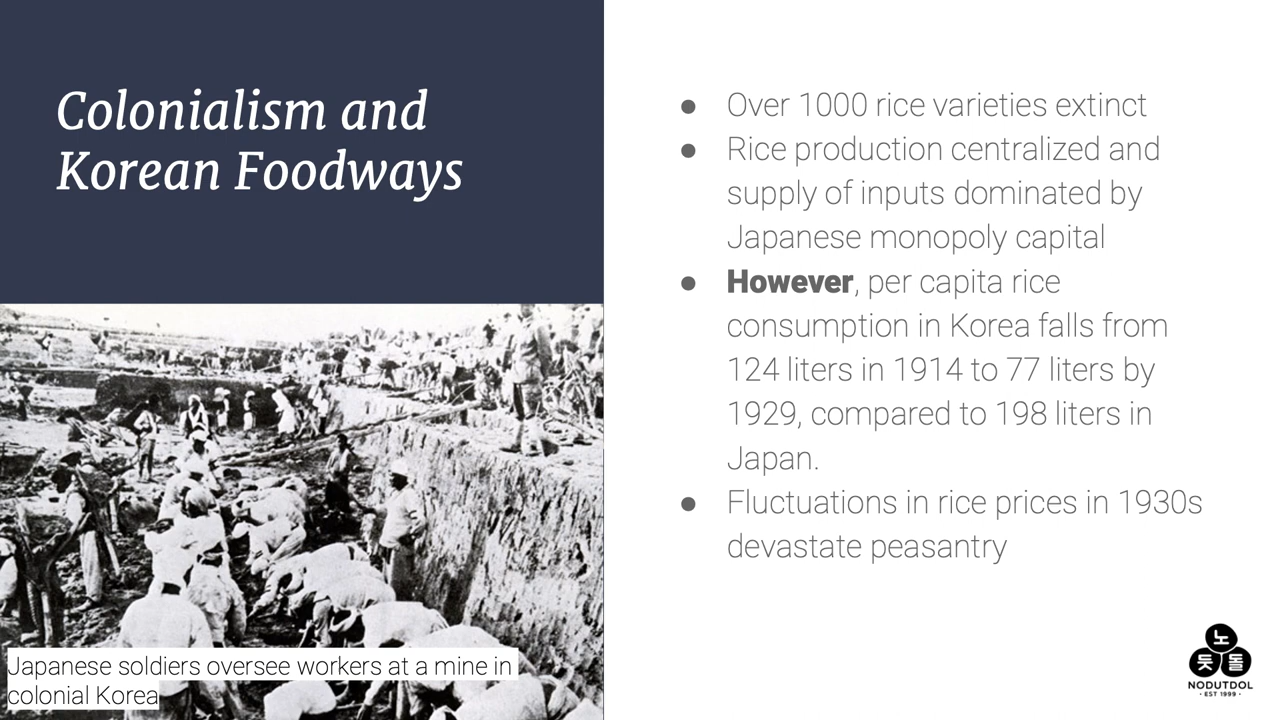 Colonialism and
Korean Foodways
● Over 1000 rice varieties extinct
● Rice production centralized and
supply of inputs dominated by
Japanese monopoly capital
● However, per capita rice
consumption in Korea falls from
124 liters in 1914 to 77 liters by
1929, compared to 198 liters in
Japan.
● Fluctuations in rice prices in 1930s
devastate peasantry
Japanese soldiers oversee workers at a mine in
colonial Korea
노
둣 돌
NODUTDOL
· EST 1999 ·